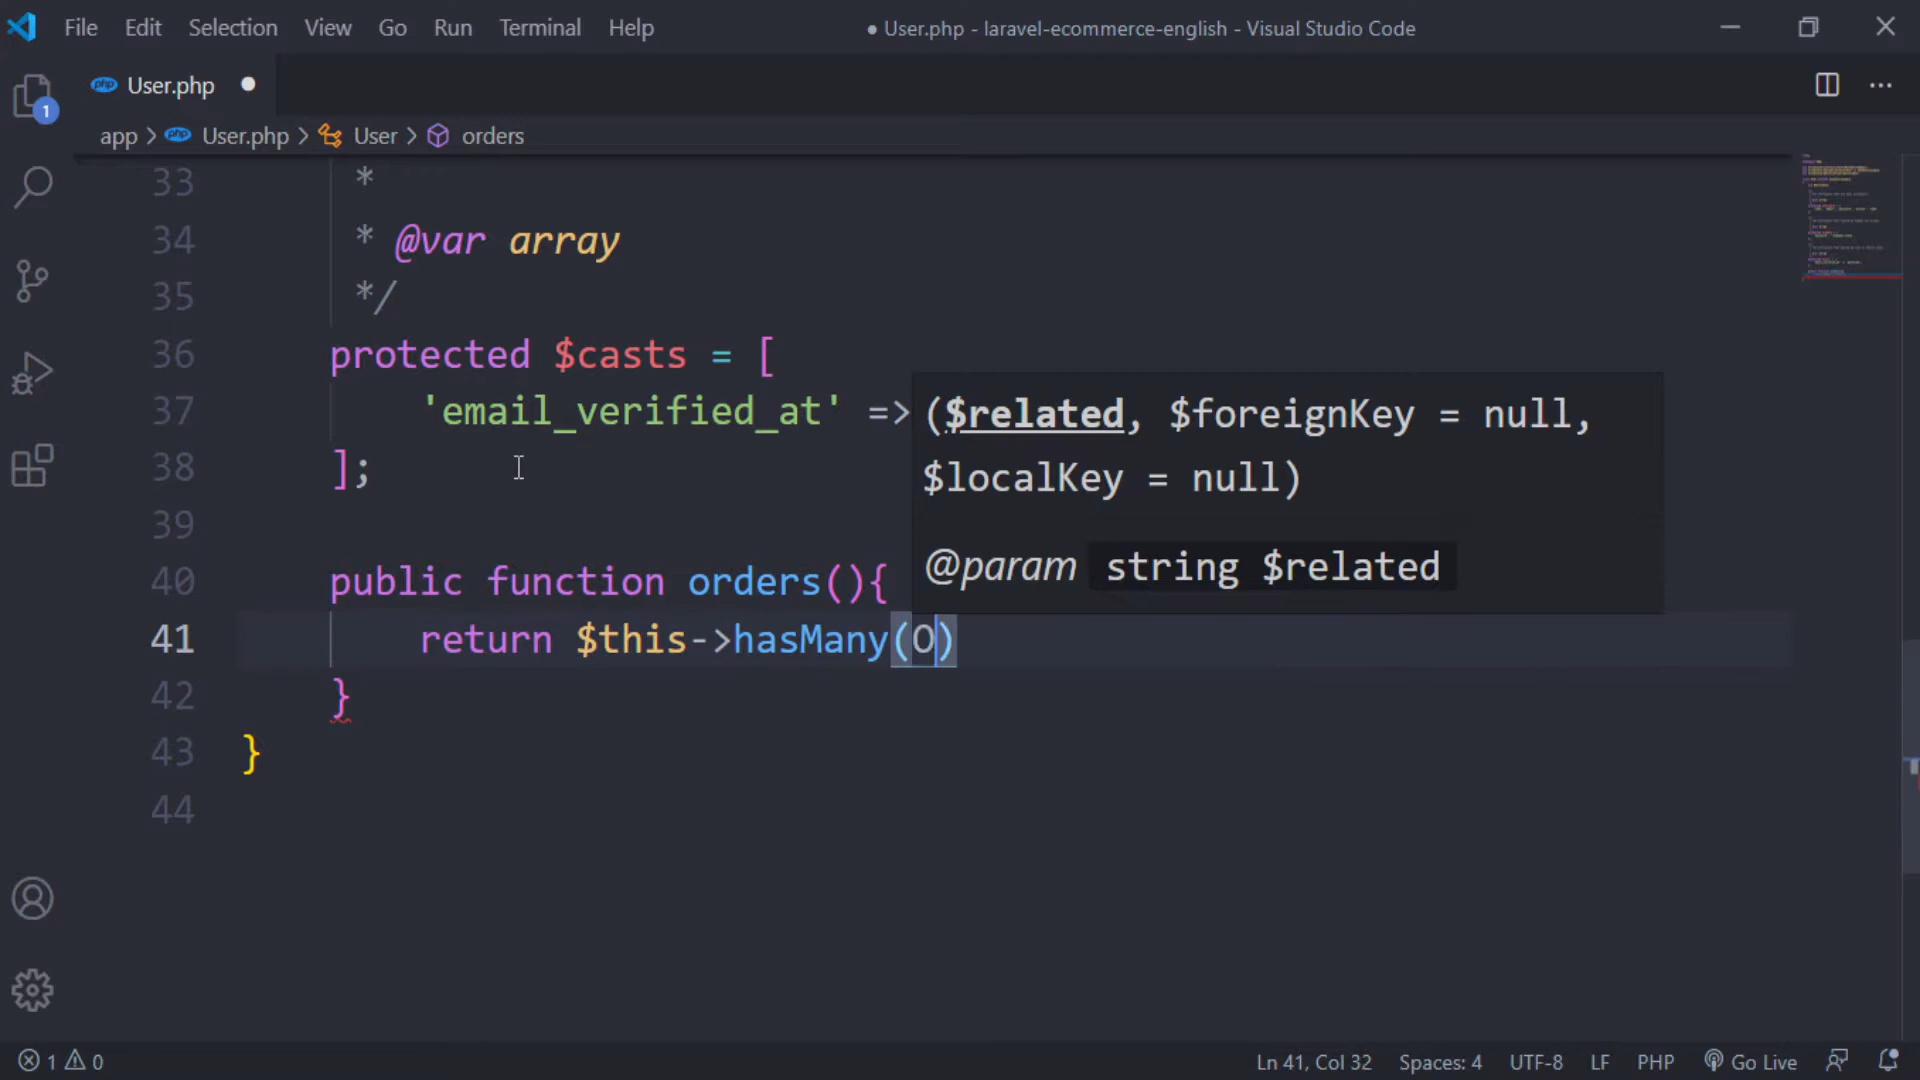 File Edit Selection View Go Run Terminal Help ● User.php - laravel-ecommerce-english - Visual Studio Code
php User.php ●
1
app > php User.php > User > orders
33 *
34 * @var array
35 */
36 protected $casts = [
37 'email_verified_at' =>
38 ];
39
40 public function orders(){
41 return $this->hasMany(O)
42 }
43 }
44
($related, $foreignKey = null,
$localKey = null)
@param string $related
1 0 Ln 41, Col 32 Spaces: 4 UTF-8 LF PHP Go Live